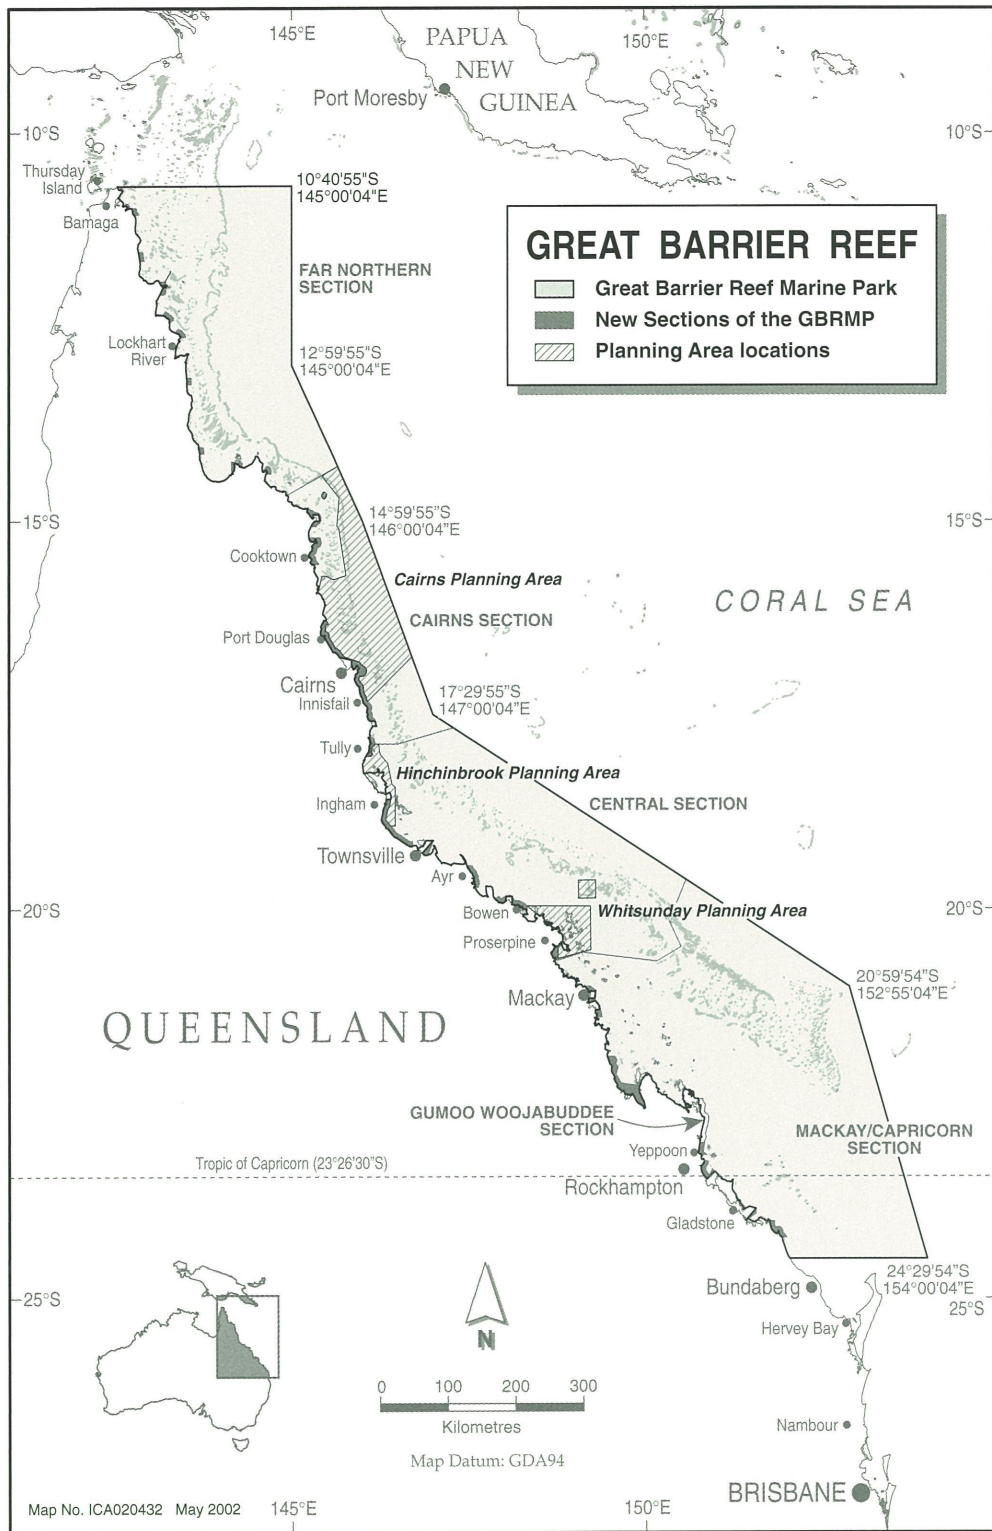 145°E
150°E
PAPUA
NEW
GUINEA
Port Moresby
10°S
10°S
Thursday
Island
Bamaga
10°40'55"S
145°00'04"E
GREAT BARRIER REEF
Great Barrier Reef Marine Park
New Sections of the GBRMP
Planning Area locations
FAR NORTHERN
SECTION
Lockhart
River
12°59'55"S
145°00'04"E
15°S
15°S
14°59'55"S
146°00'04"E
Cooktown
Cairns Planning Area
CORAL SEA
CAIRNS SECTION
Port Douglas
Cairns
Innisfail
17°29'55"S
147°00'04"E
Tully
Hinchinbrook Planning Area
Ingham
CENTRAL SECTION
Townsville
Ayr
20°S
20°S
Bowen
Whitsunday Planning Area
Proserpine
20°59'54"S
152°55'04"E
Mackay
QUEENSLAND
GUMOO WOOJABUDDEE
SECTION
MACKAY/CAPRICORN
SECTION
Yeppoon
Tropic of Capricorn (23°26'30"S)
Rockhampton
Gladstone
24°29'54"S
154°00'04"E
Bundaberg
25°S
25°S
Hervey Bay
N
0 100 200 300
Kilometres
Nambour
Map Datum: GDA94
BRISBANE
Map No. ICA020432 May 2002
145°E
150°E